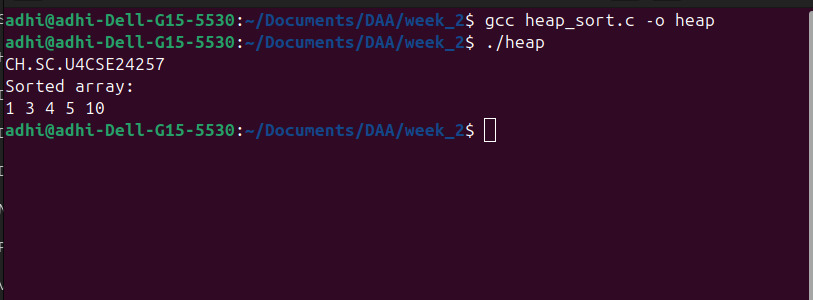 adhi@adhi-Dell-G15-5530:~/Documents/DAA/week_2$ gcc heap_sort.c -o heap
adhi@adhi-Dell-G15-5530:~/Documents/DAA/week_2$ ./heap
CH.SC.U4CSE24257
Sorted array:
1 3 4 5 10
adhi@adhi-Dell-G15-5530:~/Documents/DAA/week_2$